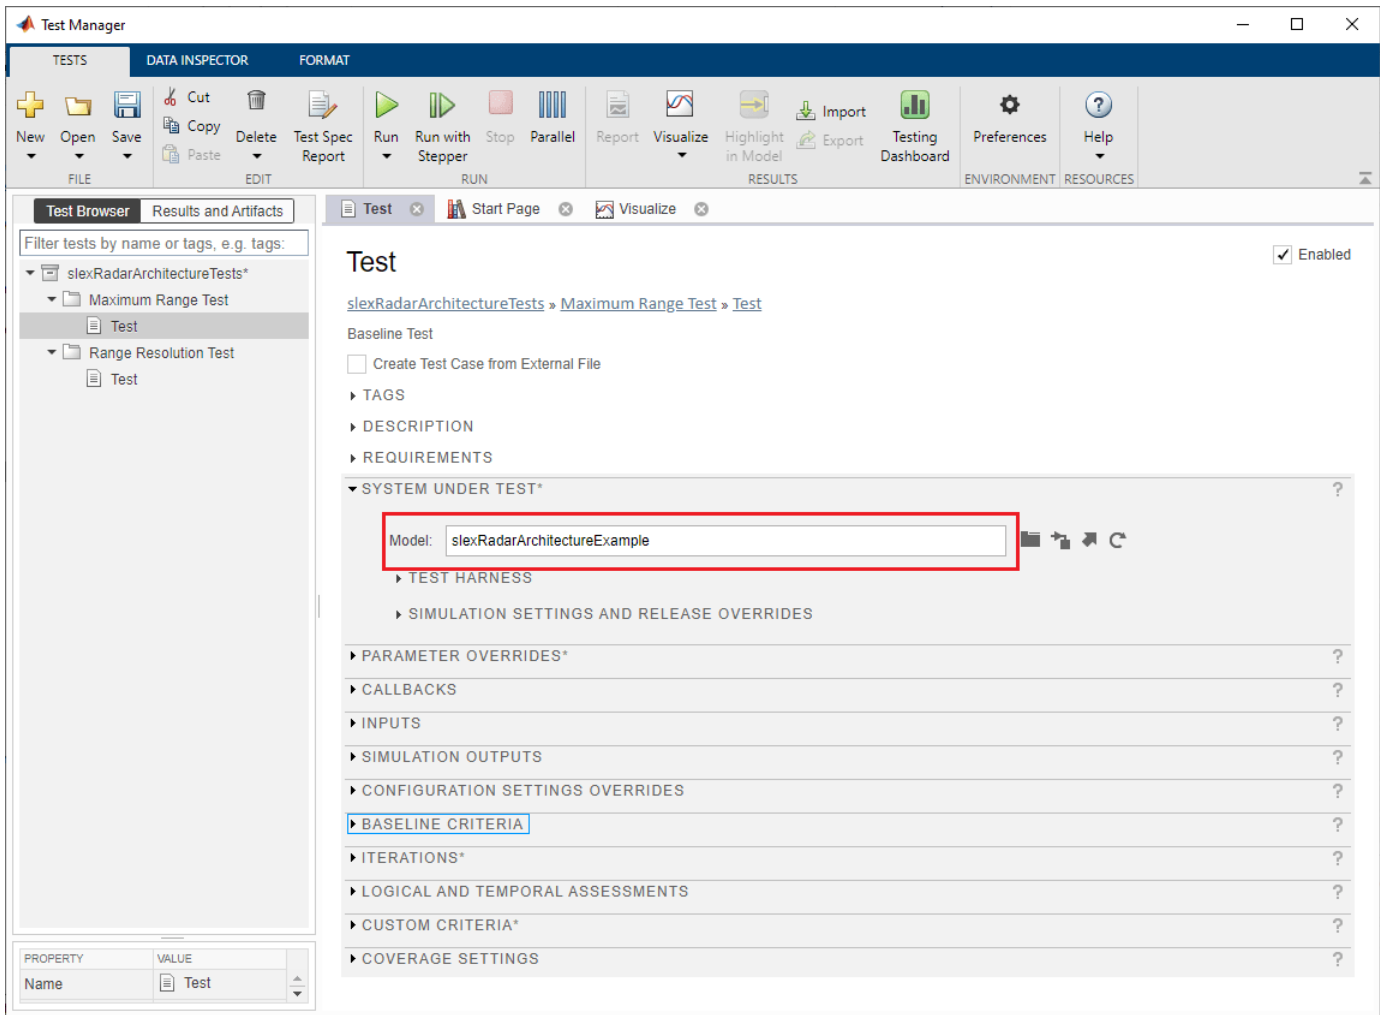 Test Manager
TESTS DATA INSPECTOR FORMAT
New Open Save Cut Copy Paste Delete Test Spec Report Run Run with Stepper Stop Parallel Report Visualize Highlight in Model Import Export Testing Dashboard Preferences ? Help
FILE EDIT RUN RESULTS ENVIRONMENT RESOURCES
Test Browser Results and Artifacts Test Start Page Visualize
Filter tests by name or tags, e.g. tags:
slexRadarArchitectureTests*
Maximum Range Test
Test
Range Resolution Test
Test
PROPERTY VALUE
Name Test
Test Enabled
slexRadarArchitectureTests » Maximum Range Test » Test
Baseline Test
Create Test Case from External File
TAGS
DESCRIPTION
REQUIREMENTS
SYSTEM UNDER TEST* ?
Model: slexRadarArchitectureExample
TEST HARNESS
SIMULATION SETTINGS AND RELEASE OVERRIDES
PARAMETER OVERRIDES* ?
CALLBACKS ?
INPUTS ?
SIMULATION OUTPUTS ?
CONFIGURATION SETTINGS OVERRIDES ?
BASELINE CRITERIA ?
ITERATIONS* ?
LOGICAL AND TEMPORAL ASSESSMENTS ?
CUSTOM CRITERIA* ?
COVERAGE SETTINGS ?